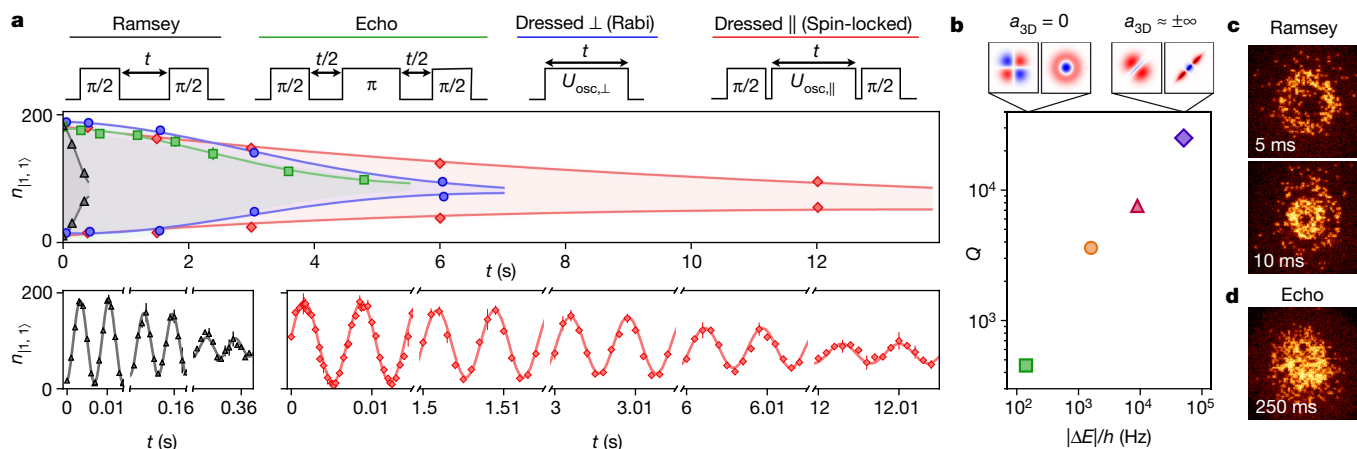 a
Ramsey
Echo
Dressed ⊥ (Rabi)
Dressed ∥ (Spin-locked)
t
t/2
t/2
t
t
π/2
π/2
π/2
π
π/2
U_osc,⊥
π/2
U_osc,∥
π/2
n_|1, 1⟩
200
0
0 2 4 6 8 10 12
t (s)
n_|1, 1⟩
200
0
0 0.01 0.16 0.36
t (s)
0 0.01 1.5 1.51 3 3.01 6 6.01 12 12.01
t (s)
b
a_3D = 0
a_3D ≈ ±∞
Q
10^4
10^3
10^2 10^3 10^4 10^5
|ΔE|/h (Hz)
c
Ramsey
5 ms
10 ms
d
Echo
250 ms